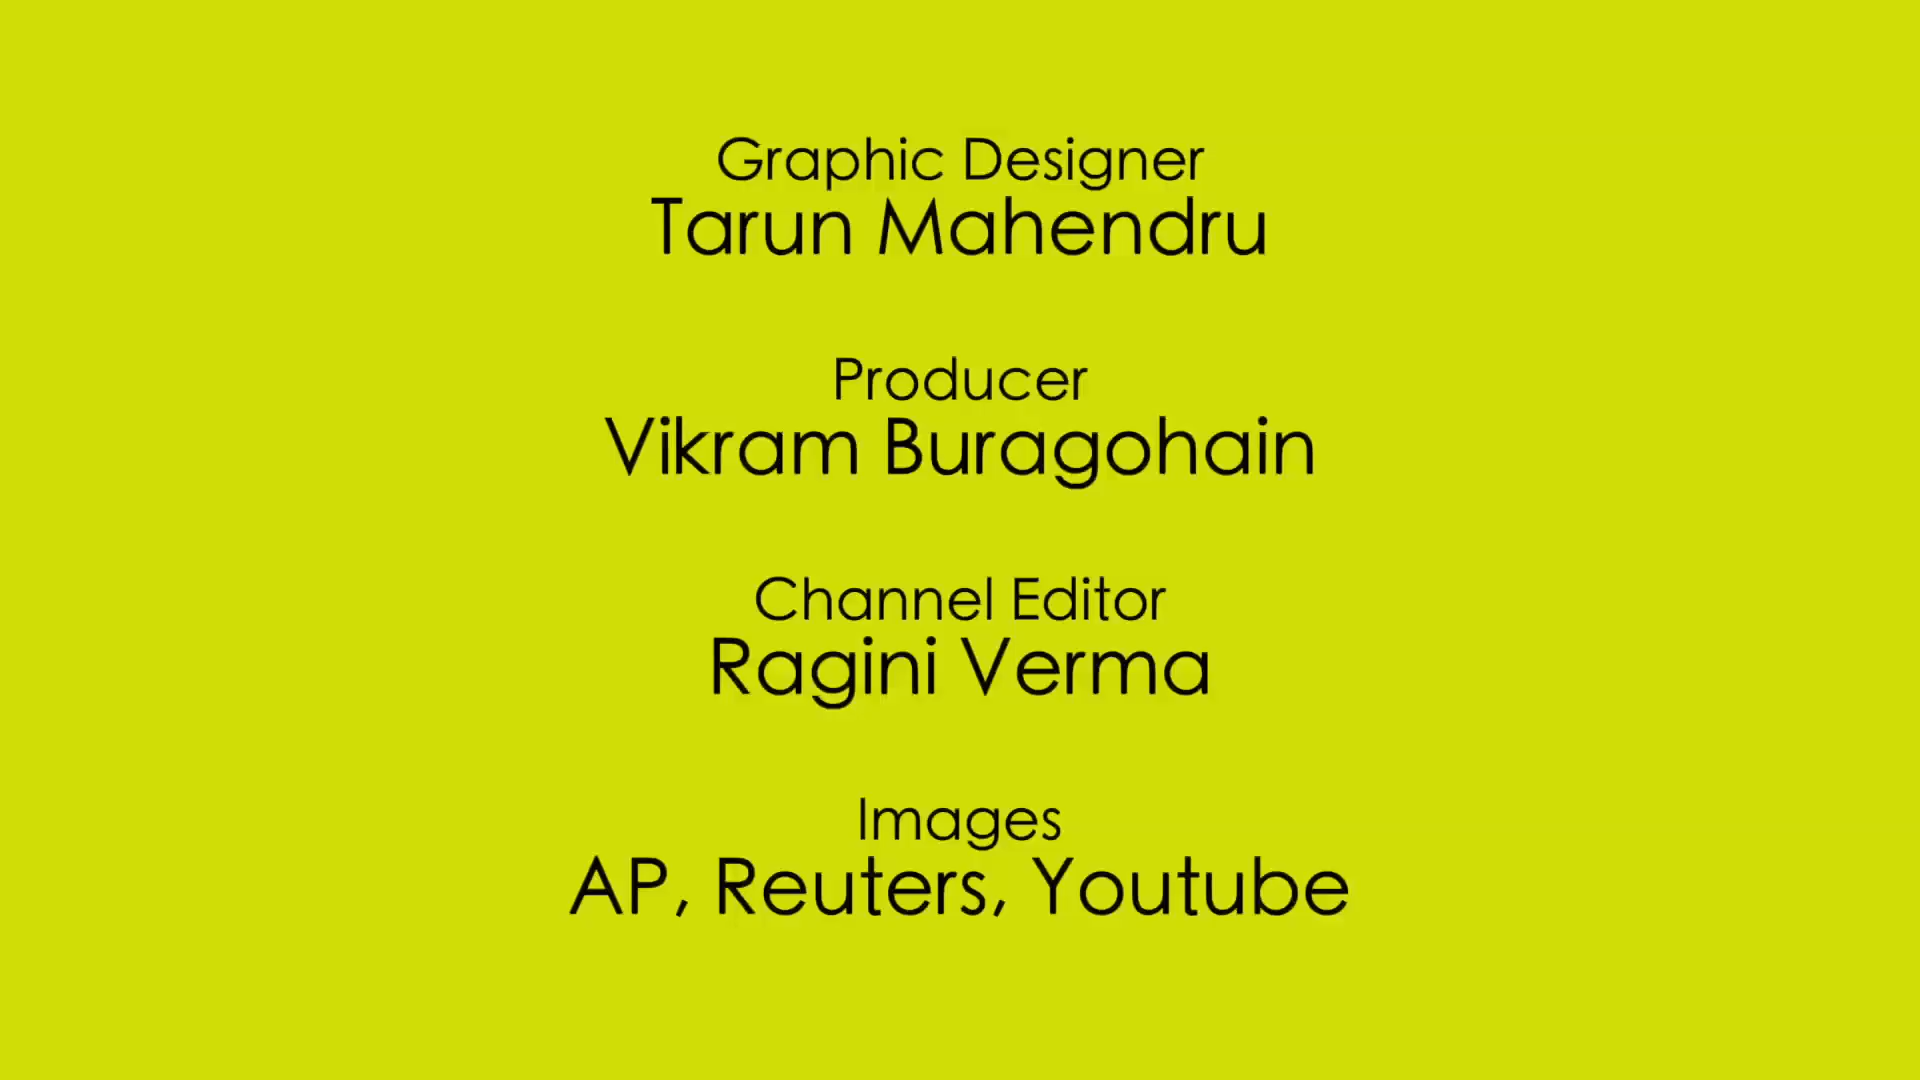 Graphic Designer
Tarun Mahendru
Producer
Vikram Buragohain
Channel Editor
Ragini Verma
Images
AP, Reuters, Youtube